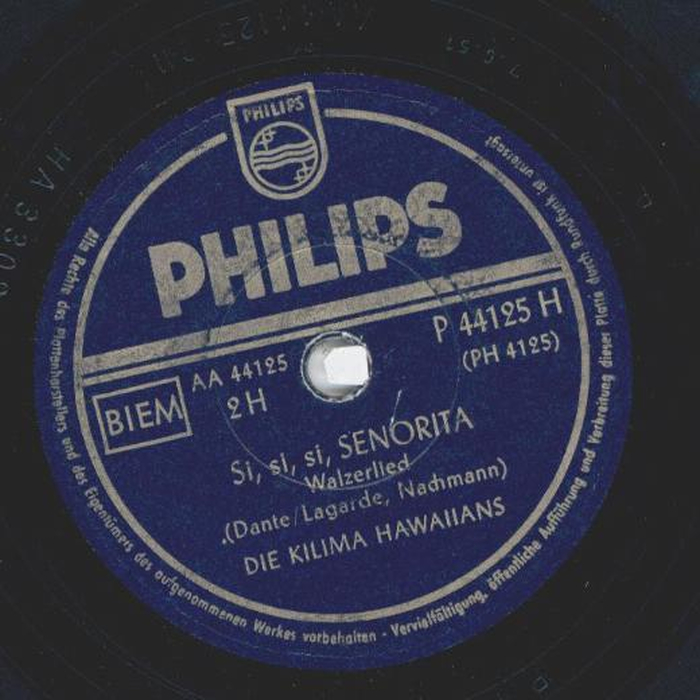 PHILIPS
PHILIPS
P 44125 H
(PH 4125)
BIEM
AA 44125
2 H
Si, si, si, SENORITA
Walzerlied
(Dante/Lagarde, Nachmann)
DIE KILIMA HAWAIIANS
Alle Rechte des Plattenherstellers und des Eigentümers des aufgenommenen Werkes vorbehalten - Vervielfältigung, öffentliche Aufführung und Verbreitung dieser Platte durch Rundfunk ist untersagt